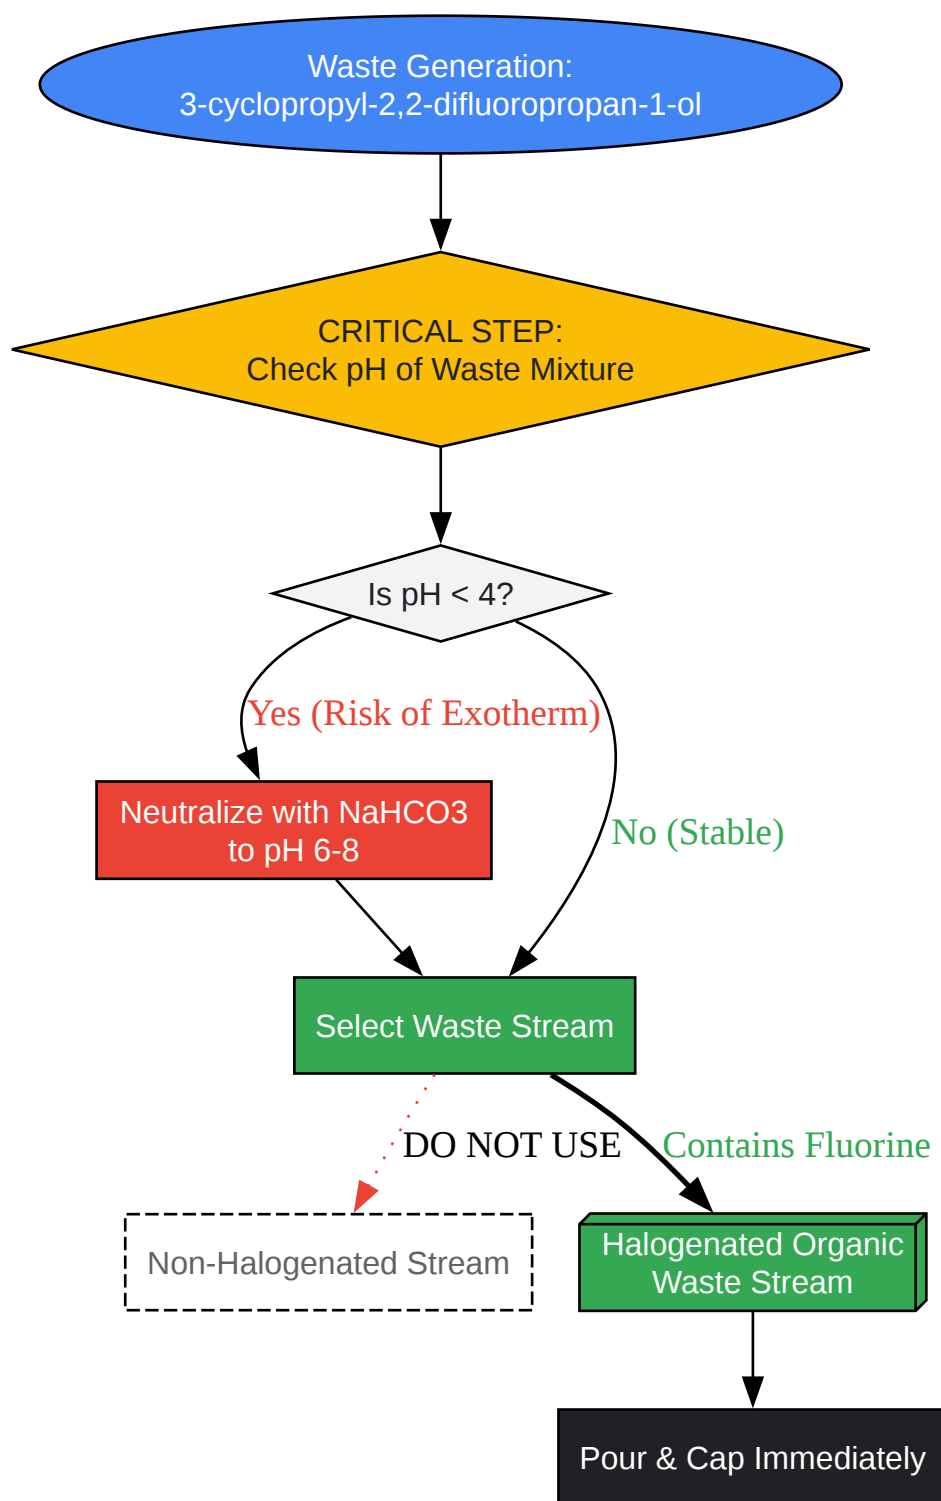 Waste Generation:
3-cyclopropyl-2,2-difluoropropan-1-ol
CRITICAL STEP:
Check pH of Waste Mixture
Is pH < 4?
Yes (Risk of Exotherm)
Neutralize with NaHCO3
to pH 6-8
No (Stable)
Select Waste Stream
DO NOT USE
Contains Fluorine
Non-Halogenated Stream
Halogenated Organic
Waste Stream
Pour & Cap Immediately